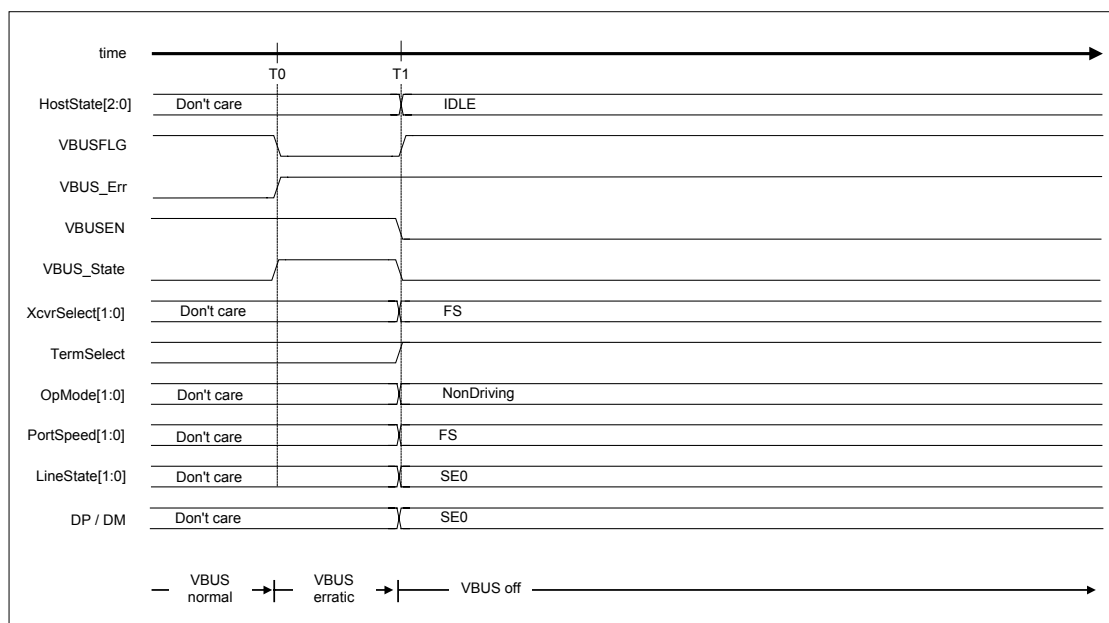 time
T0 T1
HostState[2:0] Don't care IDLE
VBUSFLG
VBUS_Err
VBUSEN
VBUS_State
XcvrSelect[1:0] Don't care FS
TermSelect
OpMode[1:0] Don't care NonDriving
PortSpeed[1:0] Don't care FS
LineState[1:0] Don't care SE0
DP / DM Don't care SE0
VBUS normal
VBUS erratic
VBUS off